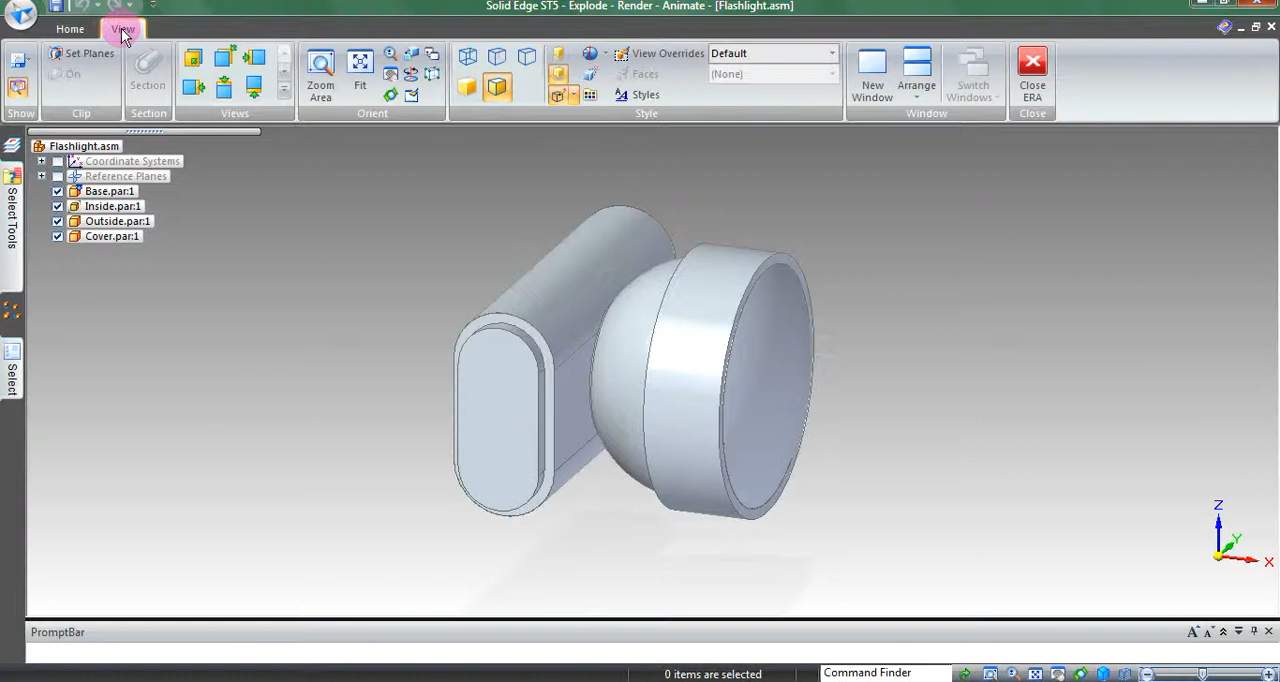 Solid Edge ST5 - Explode - Render - Animate - [Flashlight.asm]
Home View
Set Planes
On
Section
Zoom Area
Fit
View Overrides Default
Faces (None)
Styles
New Window
Arrange
Switch Windows
Close ERA
Show Clip Section Views Orient Style Window Close
Flashlight.asm
Coordinate Systems
Reference Planes
Base.par:1
Inside.par:1
Outside.par:1
Cover.par:1
Select Tools
Select
Z
Y
X
PromptBar
0 items are selected Command Finder